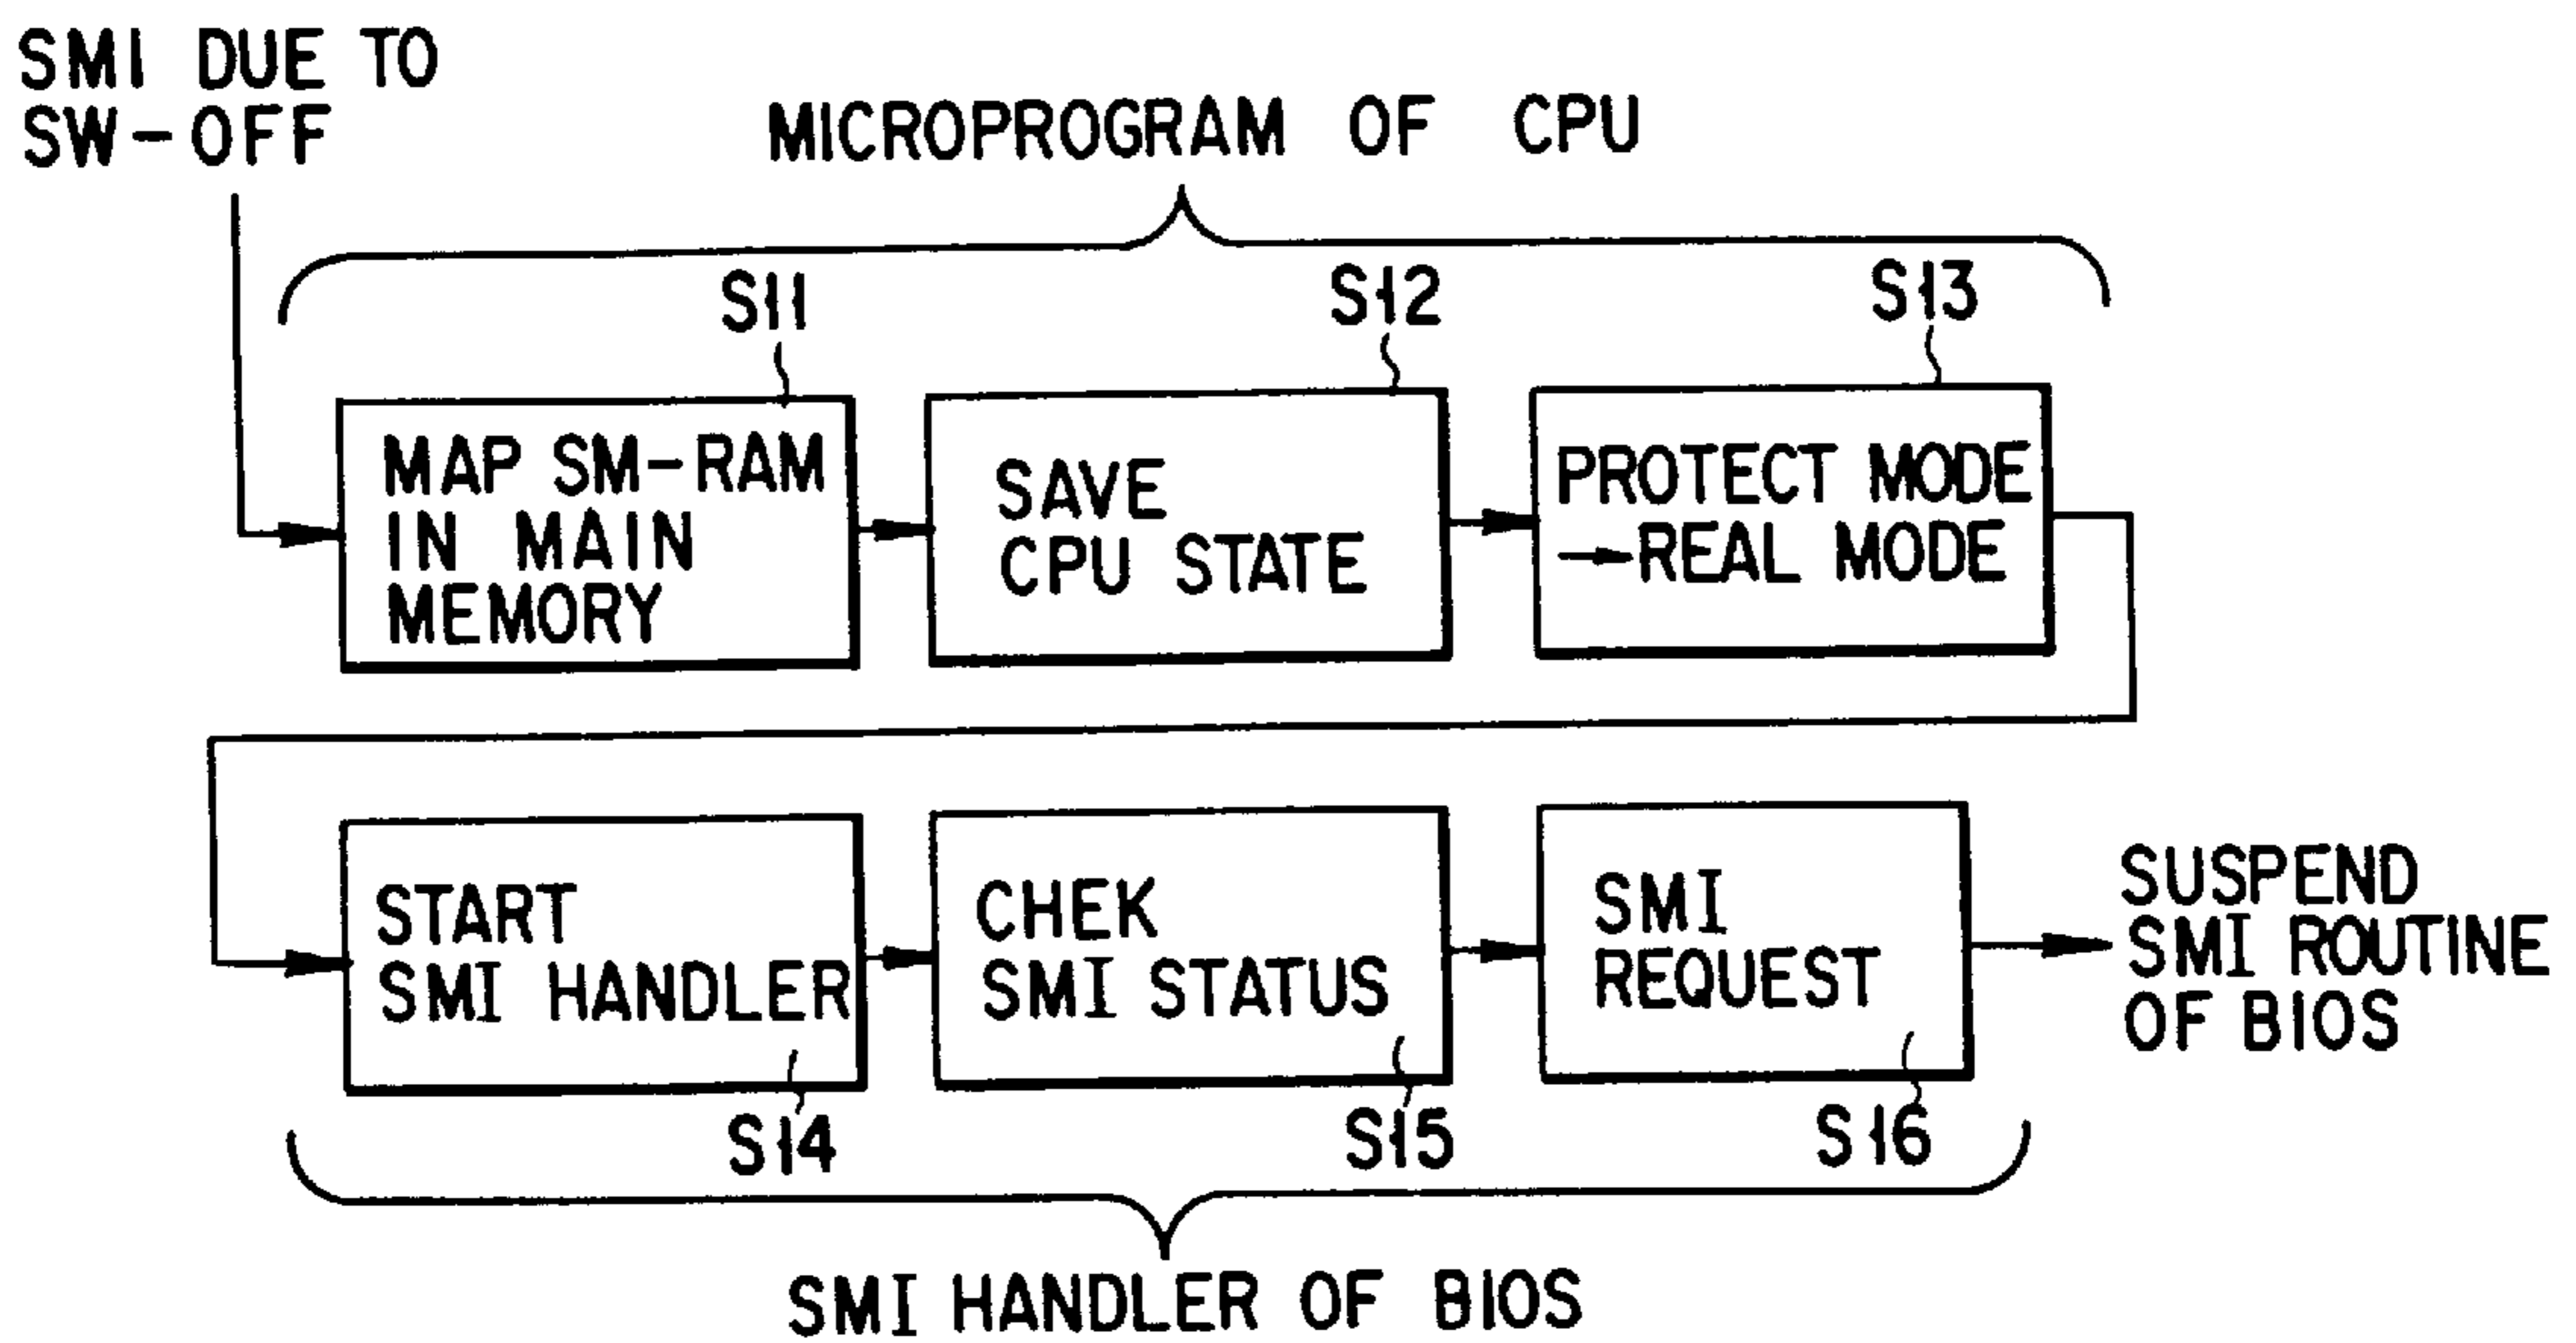 SMI DUE TO
SW-OFF
MICROPROGRAM OF CPU
S11
S12
S13
MAP SM-RAM
IN MAIN
MEMORY
SAVE
CPU STATE
PROTECT MODE
→REAL MODE
START
SMI HANDLER
CHEK
SMI STATUS
SMI
REQUEST
SUSPEND
SMI ROUTINE
OF BIOS
S14
S15
S16
SMI HANDLER OF BIOS